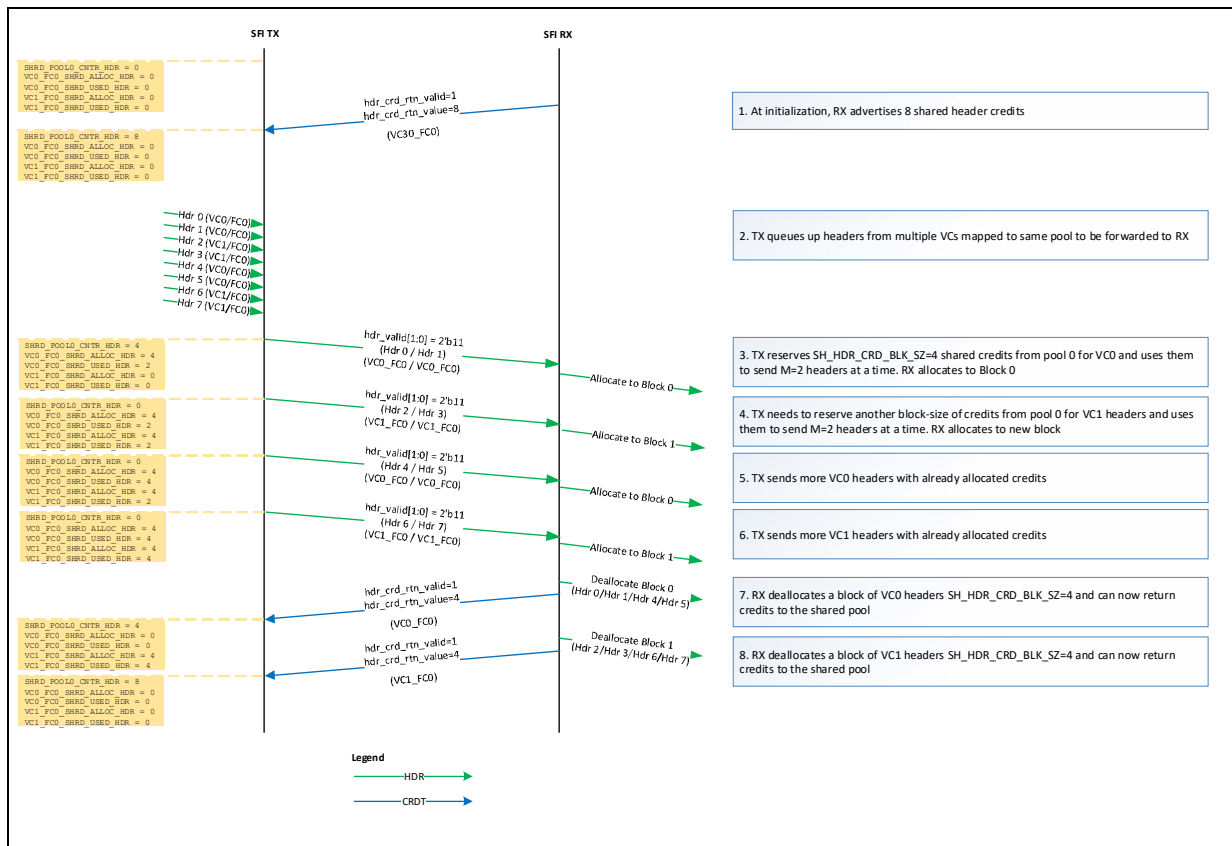 SFI TX
SFI RX
SHRD_POOL0_CNTR_HDR = 0
VC0_FC0_SHRD_ALLOC_HDR = 0
VC0_FC0_SHRD_USED_HDR = 0
VC1_FC0_SHRD_ALLOC_HDR = 0
VC1_FC0_SHRD_USED_HDR = 0
hdr_crd_rtn_valid=1
hdr_crd_rtn_value=8
(VC30_FC0)
1. At initialization, RX advertises 8 shared header credits
SHRD_POOL0_CNTR_HDR = 8
VC0_FC0_SHRD_ALLOC_HDR = 0
VC0_FC0_SHRD_USED_HDR = 0
VC1_FC0_SHRD_ALLOC_HDR = 0
VC1_FC0_SHRD_USED_HDR = 0
Hdr 0 (VC0/FC0)
Hdr 1 (VC0/FC0)
Hdr 2 (VC1/FC0)
Hdr 3 (VC1/FC0)
Hdr 4 (VC0/FC0)
Hdr 5 (VC0/FC0)
Hdr 6 (VC1/FC0)
Hdr 7 (VC1/FC0)
2. TX queues up headers from multiple VCs mapped to same pool to be forwarded to RX
SHRD_POOL0_CNTR_HDR = 4
VC0_FC0_SHRD_ALLOC_HDR = 4
VC0_FC0_SHRD_USED_HDR = 2
VC1_FC0_SHRD_ALLOC_HDR = 0
VC1_FC0_SHRD_USED_HDR = 0
hdr_valid[1:0] = 2'b11
(Hdr 0 / Hdr 1)
(VC0_FC0 / VC0_FC0)
Allocate to Block 0
3. TX reserves SH_HDR_CRD_BLK_SZ=4 shared credits from pool 0 for VC0 and uses them
to send M=2 headers at a time. RX allocates to Block 0
SHRD_POOL0_CNTR_HDR = 0
VC0_FC0_SHRD_ALLOC_HDR = 4
VC0_FC0_SHRD_USED_HDR = 2
VC1_FC0_SHRD_ALLOC_HDR = 4
VC1_FC0_SHRD_USED_HDR = 2
hdr_valid[1:0] = 2'b11
(Hdr 2 / Hdr 3)
(VC1_FC0 / VC1_FC0)
Allocate to Block 1
4. TX needs to reserve another block-size of credits from pool 0 for VC1 headers and uses
them to send M=2 headers at a time. RX allocates to new block
SHRD_POOL0_CNTR_HDR = 0
VC0_FC0_SHRD_ALLOC_HDR = 4
VC0_FC0_SHRD_USED_HDR = 4
VC1_FC0_SHRD_ALLOC_HDR = 4
VC1_FC0_SHRD_USED_HDR = 2
hdr_valid[1:0] = 2'b11
(Hdr 4 / Hdr 5)
(VC0_FC0 / VC0_FC0)
Allocate to Block 0
5. TX sends more VC0 headers with already allocated credits
SHRD_POOL0_CNTR_HDR = 0
VC0_FC0_SHRD_ALLOC_HDR = 4
VC0_FC0_SHRD_USED_HDR = 4
VC1_FC0_SHRD_ALLOC_HDR = 4
VC1_FC0_SHRD_USED_HDR = 4
hdr_valid[1:0] = 2'b11
(Hdr 6 / Hdr 7)
(VC1_FC0 / VC1_FC0)
Allocate to Block 1
6. TX sends more VC1 headers with already allocated credits
Deallocate Block 0
(Hdr 0/Hdr 1/Hdr 4/Hdr 5)
hdr_crd_rtn_valid=1
hdr_crd_rtn_value=4
(VC0_FC0)
7. RX deallocates a block of VC0 headers SH_HDR_CRD_BLK_SZ=4 and can now return
credits to the shared pool
SHRD_POOL0_CNTR_HDR = 4
VC0_FC0_SHRD_ALLOC_HDR = 0
VC0_FC0_SHRD_USED_HDR = 0
VC1_FC0_SHRD_ALLOC_HDR = 4
VC1_FC0_SHRD_USED_HDR = 4
Deallocate Block 1
(Hdr 2/Hdr 3/Hdr 6/Hdr 7)
hdr_crd_rtn_valid=1
hdr_crd_rtn_value=4
(VC1_FC0)
8. RX deallocates a block of VC1 headers SH_HDR_CRD_BLK_SZ=4 and can now return
credits to the shared pool
SHRD_POOL0_CNTR_HDR = 8
VC0_FC0_SHRD_ALLOC_HDR = 0
VC0_FC0_SHRD_USED_HDR = 0
VC1_FC0_SHRD_ALLOC_HDR = 0
VC1_FC0_SHRD_USED_HDR = 0
Legend
HDR
CRDT